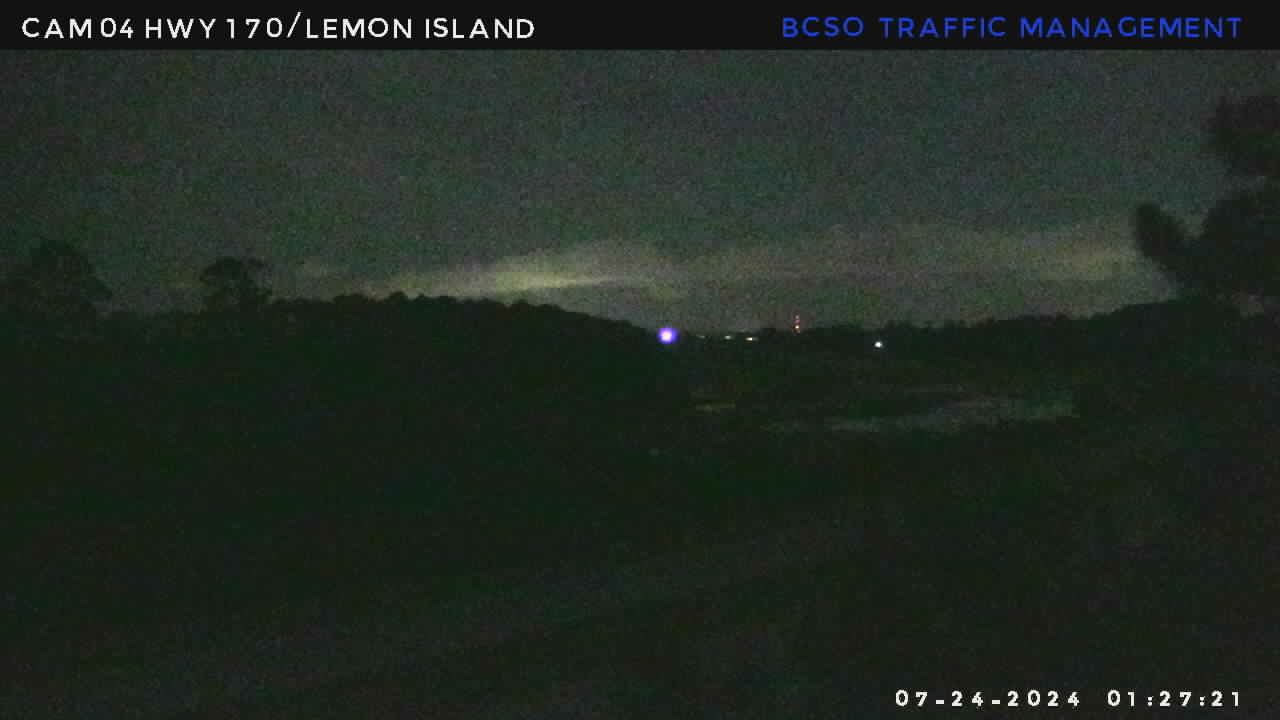 CAM04 HWY 170/LEMON ISLAND
BCSO TRAFFIC MANAGEMENT
07-24-2024 01:27:21